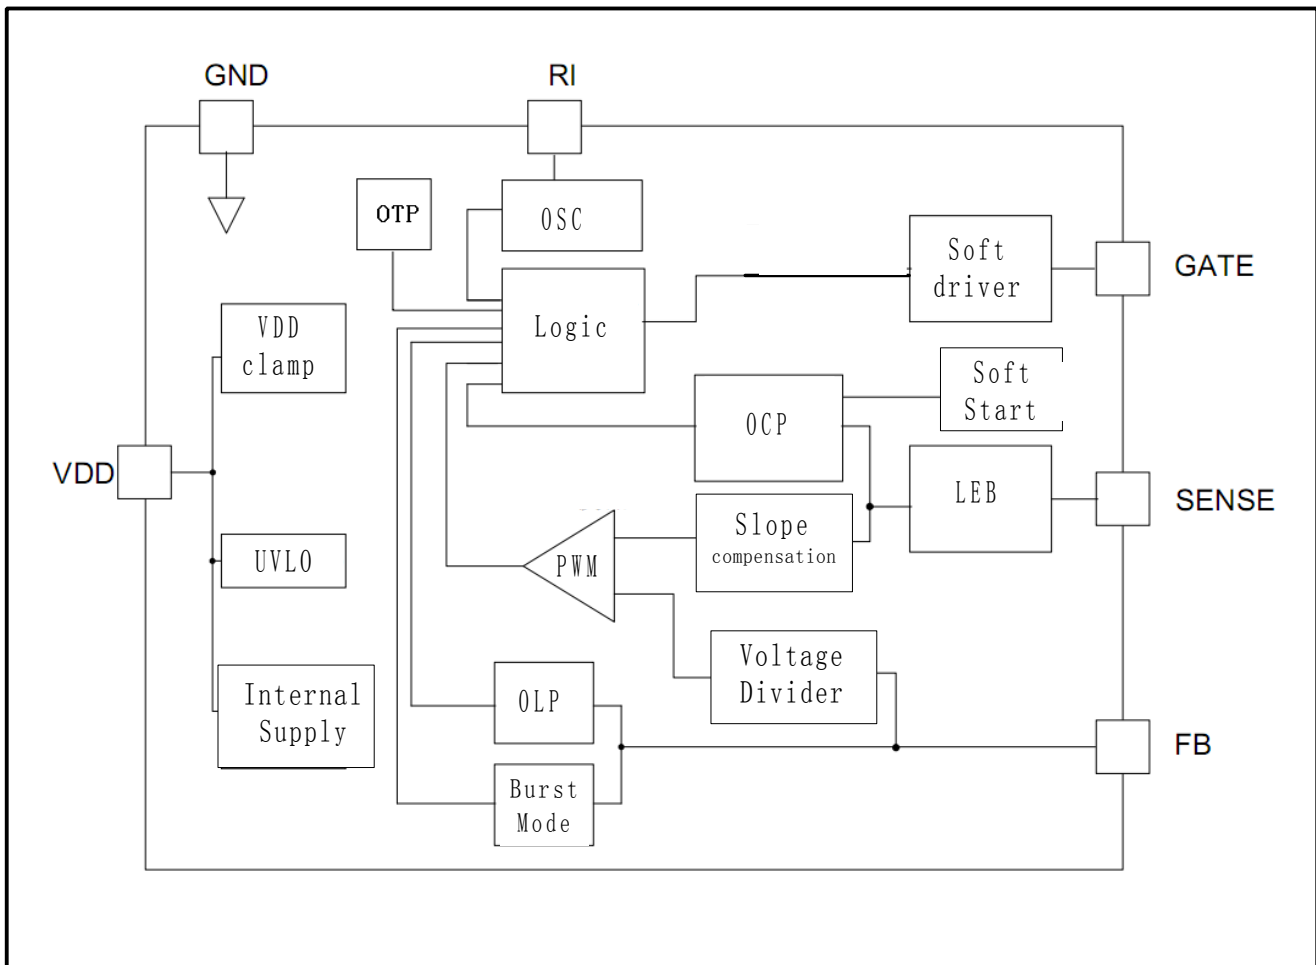 GND
RI
OTP
OSC
Soft
driver
GATE
VDD
clamp
Logic
Soft
Start
OCP
VDD
LEB
SENSE
Slope
compensation
UVLO
PWM
Voltage
Divider
Internal
Supply
OLP
FB
Burst
Mode